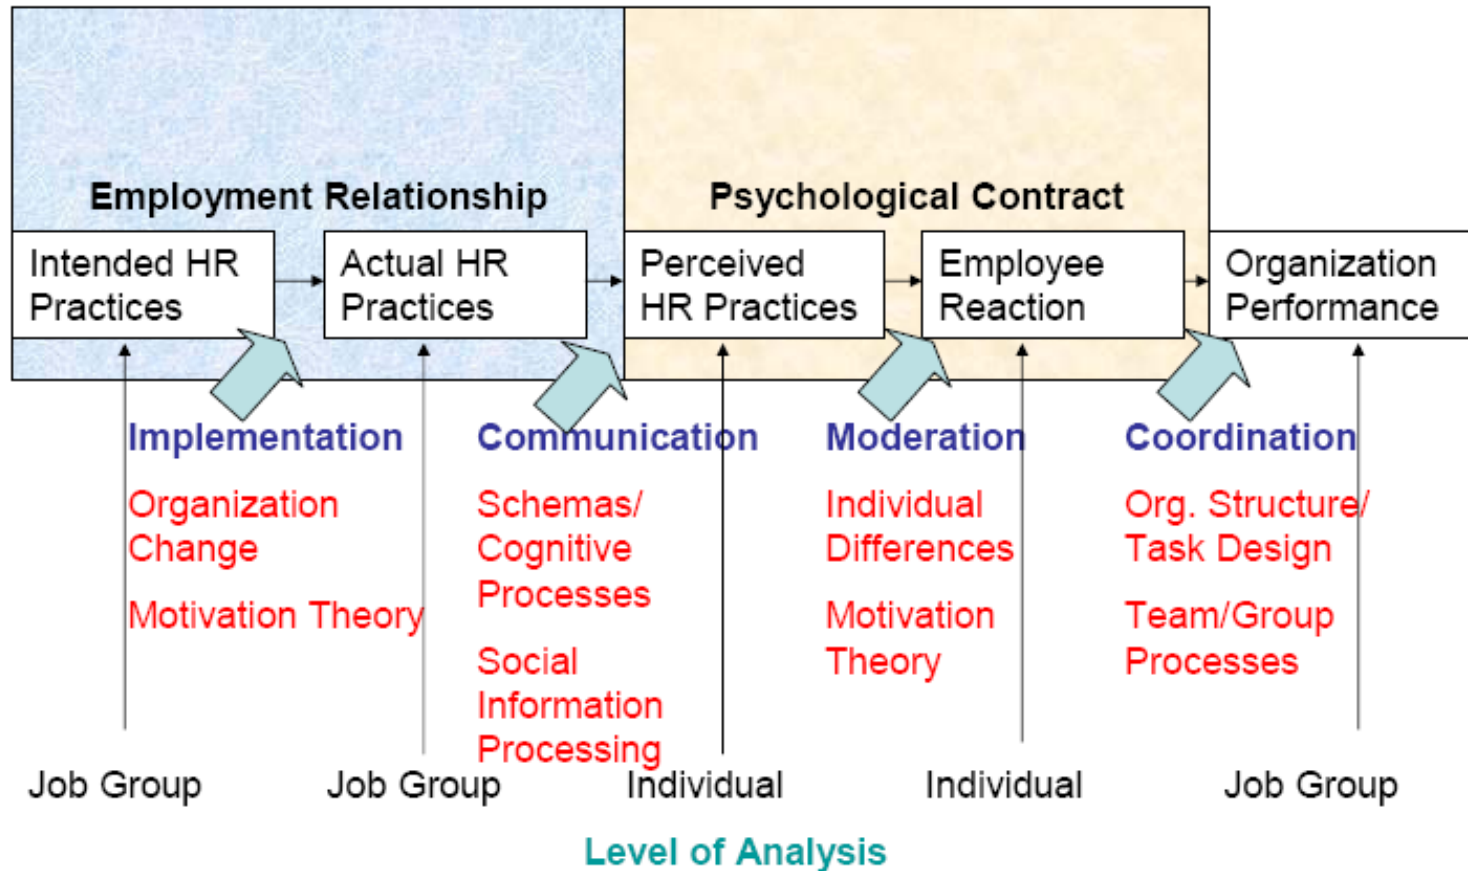 Employment Relationship
Psychological Contract
Intended HR
Practices
Actual HR
Practices
Perceived
HR Practices
Employee
Reaction
Organization
Performance
Implementation
Organization
Change
Motivation Theory
Communication
Schemas/
Cognitive
Processes
Social
Information
Processing
Moderation
Individual
Differences
Motivation
Theory
Coordination
Org. Structure/
Task Design
Team/Group
Processes
Job Group
Job Group
Individual
Individual
Job Group
Level of Analysis